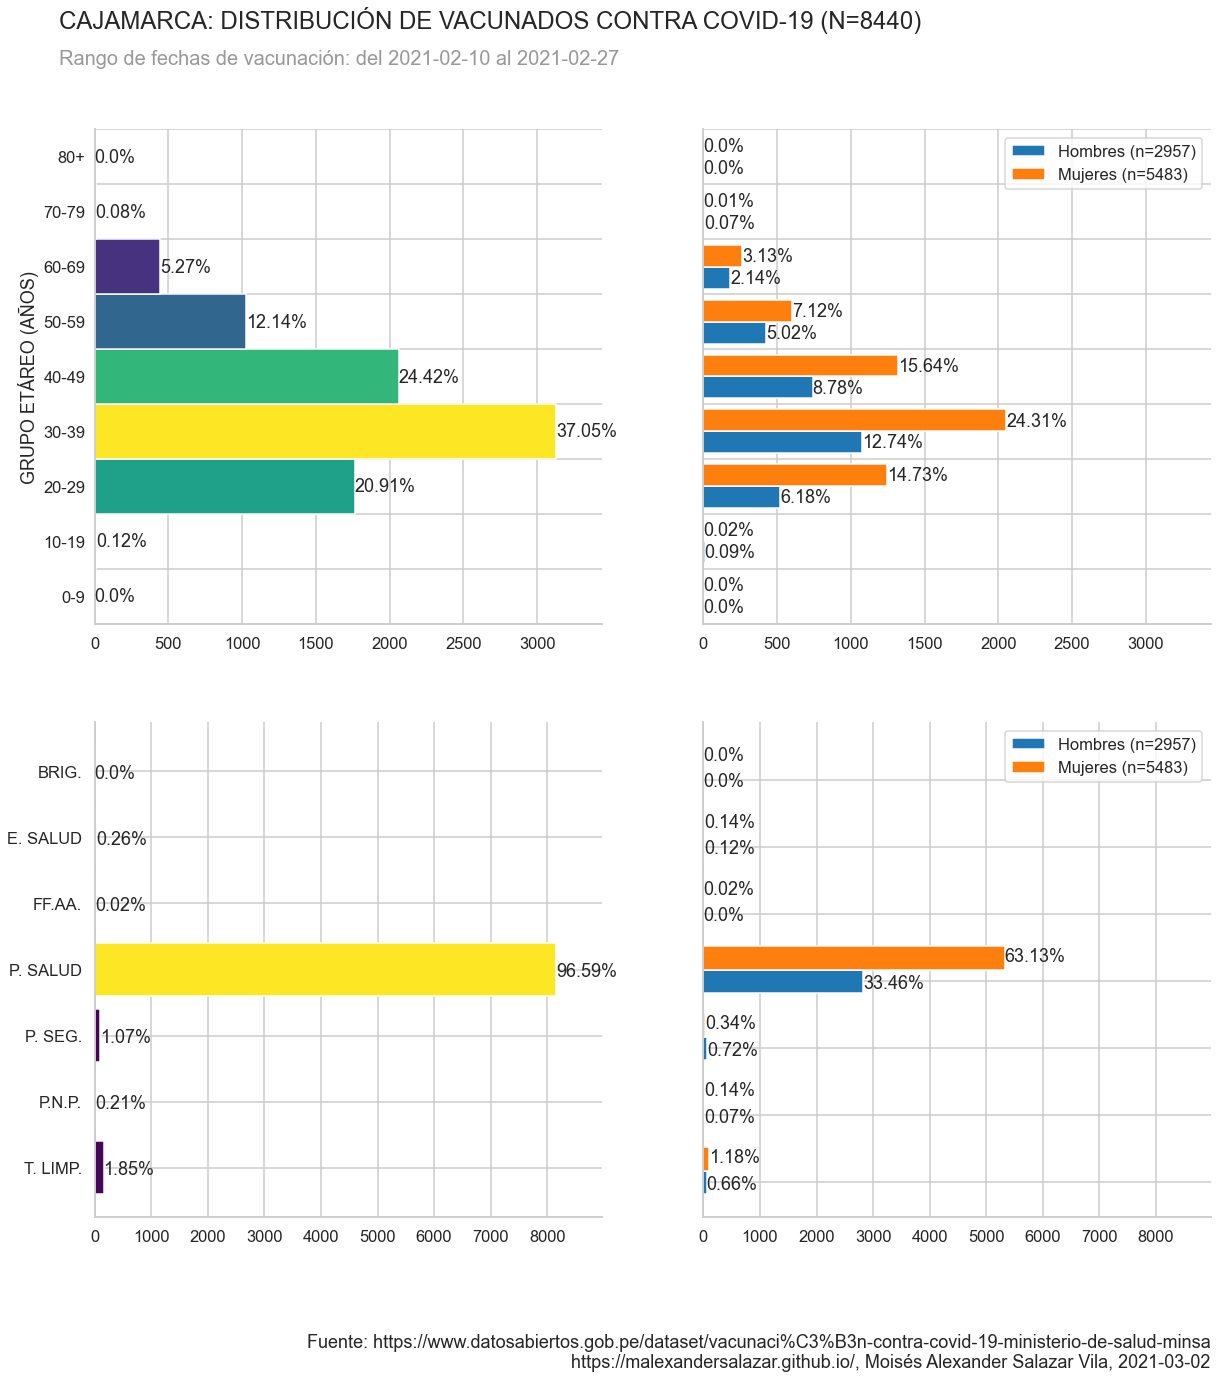 CAJAMARCA: DISTRIBUCIÓN DE VACUNADOS CONTRA COVID-19 (N=8440)
Rango de fechas de vacunación: del 2021-02-10 al 2021-02-27
GRUPO ETÁREO (AÑOS)
80+ 0.0%
70-79 0.08%
60-69 5.27%
50-59 12.14%
40-49 24.42%
30-39 37.05%
20-29 20.91%
10-19 0.12%
0-9 0.0%
0 500 1000 1500 2000 2500 3000
Hombres (n=2957)
Mujeres (n=5483)
0.0%
0.0%
0.01%
0.07%
3.13%
2.14%
7.12%
5.02%
15.64%
8.78%
24.31%
12.74%
14.73%
6.18%
0.02%
0.09%
0.0%
0.0%
0 500 1000 1500 2000 2500 3000
BRIG. 0.0%
E. SALUD 0.26%
FF.AA. 0.02%
P. SALUD 96.59%
P. SEG. 1.07%
P.N.P. 0.21%
T. LIMP. 1.85%
0 1000 2000 3000 4000 5000 6000 7000 8000
Hombres (n=2957)
Mujeres (n=5483)
0.0%
0.0%
0.14%
0.12%
0.02%
0.0%
63.13%
33.46%
0.34%
0.72%
0.14%
0.07%
1.18%
0.66%
0 1000 2000 3000 4000 5000 6000 7000 8000
Fuente: https://www.datosabiertos.gob.pe/dataset/vacunaci%C3%B3n-contra-covid-19-ministerio-de-salud-minsa
https://malexandersalazar.github.io/, Moisés Alexander Salazar Vila, 2021-03-02